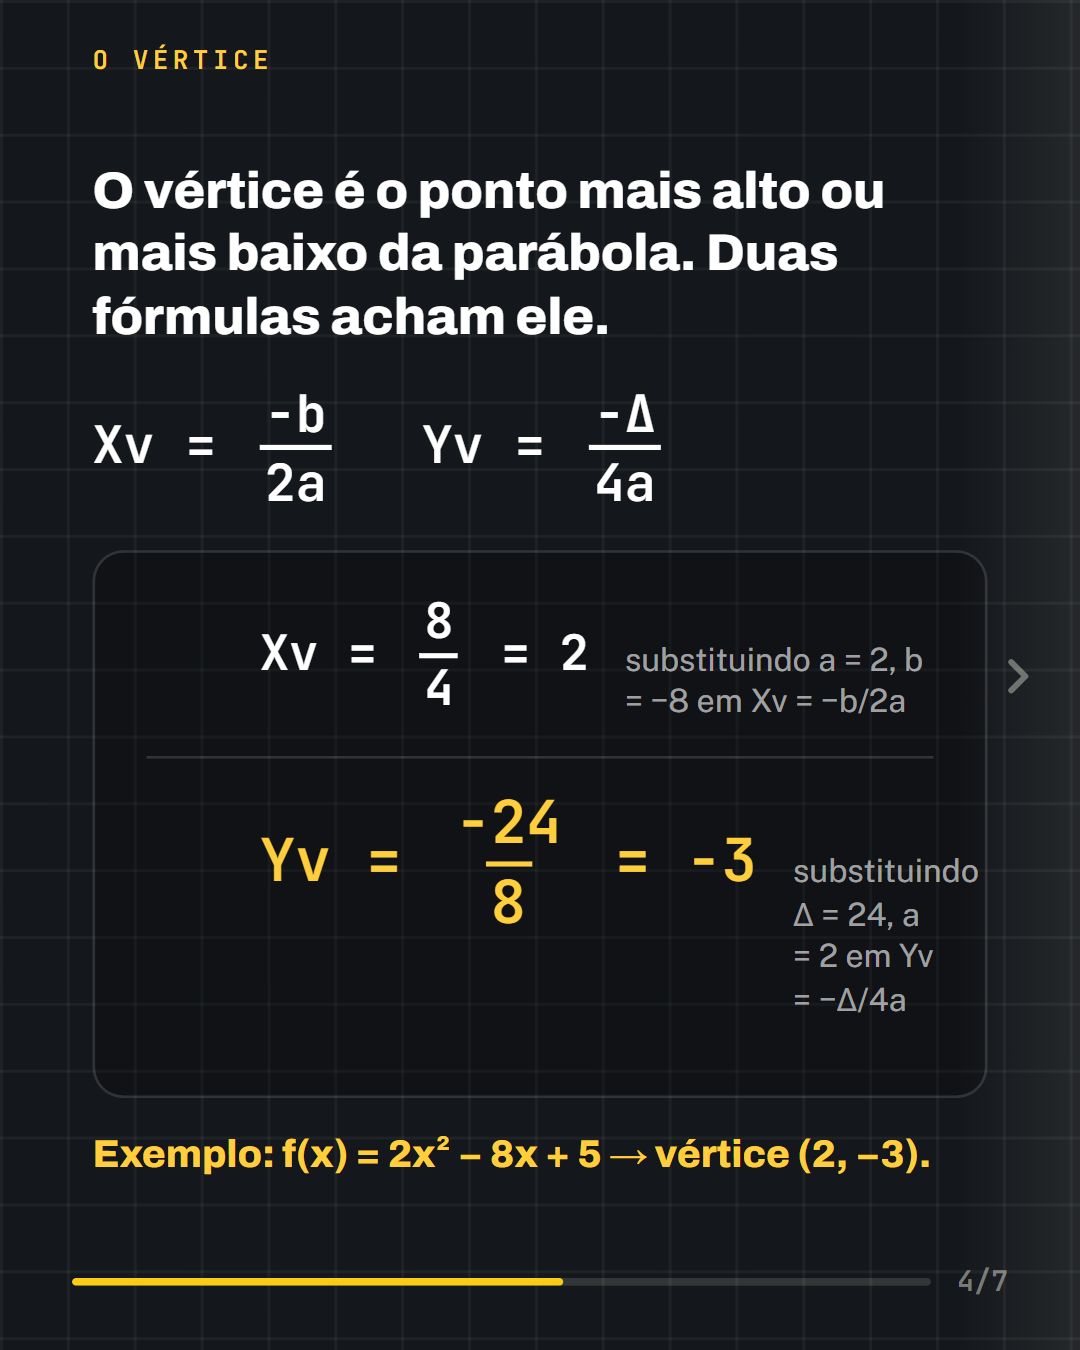 O VÉRTICE
O vértice é o ponto mais alto ou
mais baixo da parábola. Duas
fórmulas acham ele.
Xv = -b/2a Yv = -Δ/4a
Xv = 8/4 = 2 substituindo a = 2, b
= −8 em Xv = −b/2a
Yv = -24/8 = -3 substituindo
Δ = 24, a
= 2 em Yv
= −Δ/4a
Exemplo: f(x) = 2x² − 8x + 5 → vértice (2, −3).
4/7